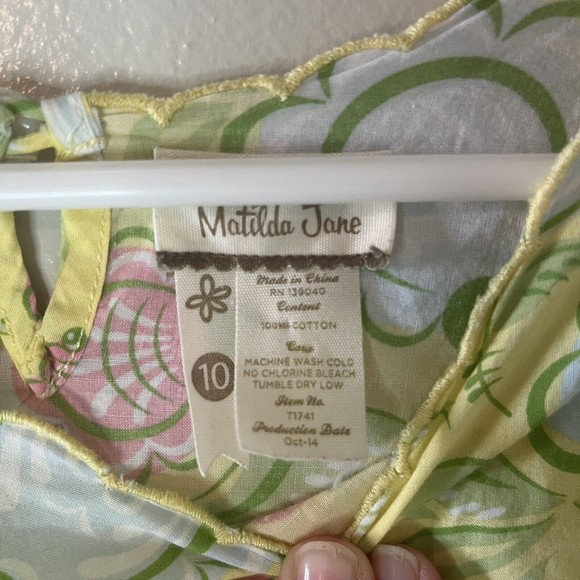 Matilda Jane
Made in China
RN 139040
Content
100% COTTON
Care
MACHINE WASH COLD
NO CHLORINE BLEACH
TUMBLE DRY LOW
Item No.
T1741
Production Date
Oct-14
10